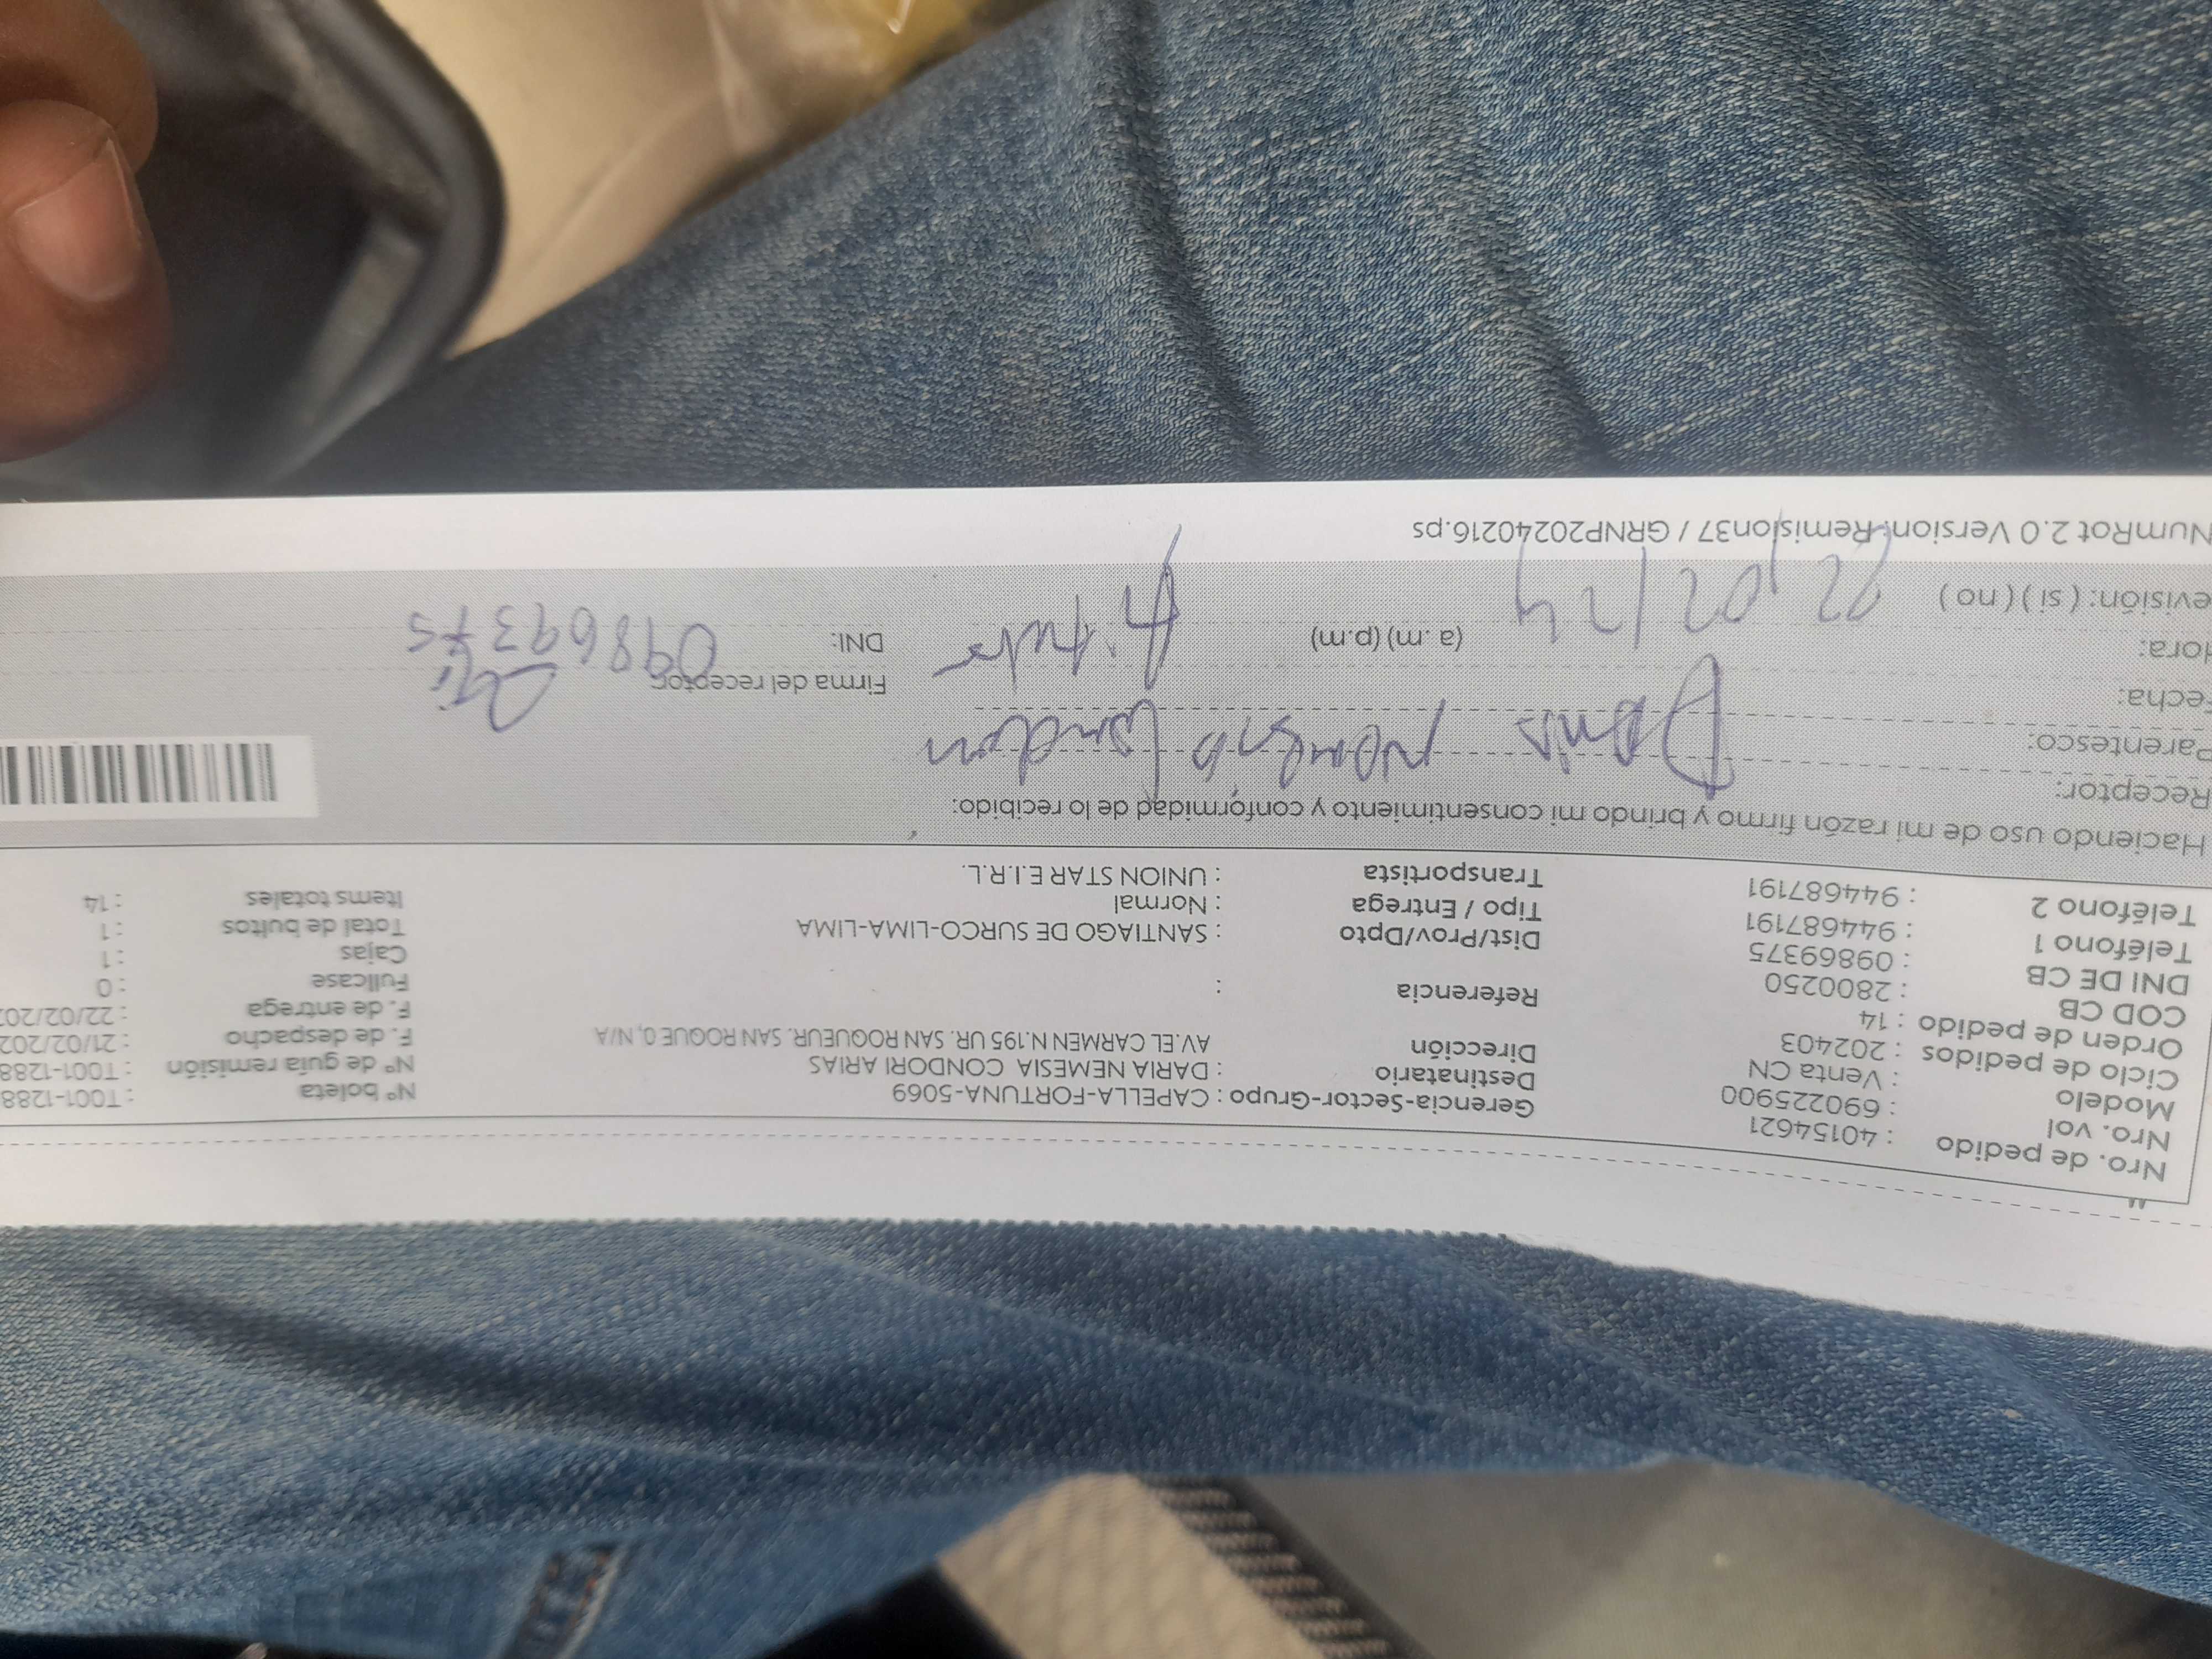 Nro. de pedido : 40154621
Nro. vol : 690225900
Modelo : Venta CN
Ciclo de pedidos : 202403
Orden de pedido : 14
COD CB : 2800250
DNI DE CB : 09869375
Teléfono 1 : 944687191
Teléfono 2 : 944687191
Gerencia-Sector-Grupo : CAPELLA-FORTUNA-5069
Destinatario : DARIA NEMESIA CONDORI ARIAS
Dirección AV.EL CARMEN N.195 UR. SAN ROQUEUR. SAN ROQUE 0, N/A
Referencia :
Dist/Prov/Dpto : SANTIAGO DE SURCO-LIMA-LIMA
Tipo / Entrega : Normal
Transportista : UNION STAR E.I.R.L.
Nº boleta : T001-1288
Nº de guía remisión : T001-1288
F. de despacho : 21/02/202
F. de entrega : 22/02/202
Fullcase : 0
Cajas : 1
Total de bultos : 1
Items totales : 14
Haciendo uso de mi razón firmo y brindo mi consentimiento y conformidad de lo recibido:
Receptor:
Parentesco:
Fecha:
Hora: (a.m) (p.m)
evisión: ( si ) ( no ) 22/02/24
Firma del receptor
DNI: 09869375
NumRot 2.0 Version: Remision37 / GRNP20240216.ps